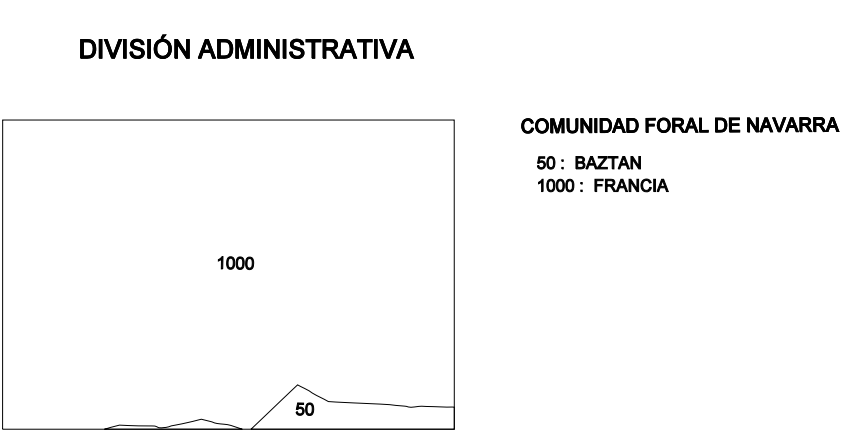 DIVISIÓN ADMINISTRATIVA
COMUNIDAD FORAL DE NAVARRA
50 : BAZTAN
1000 : FRANCIA
1000
50